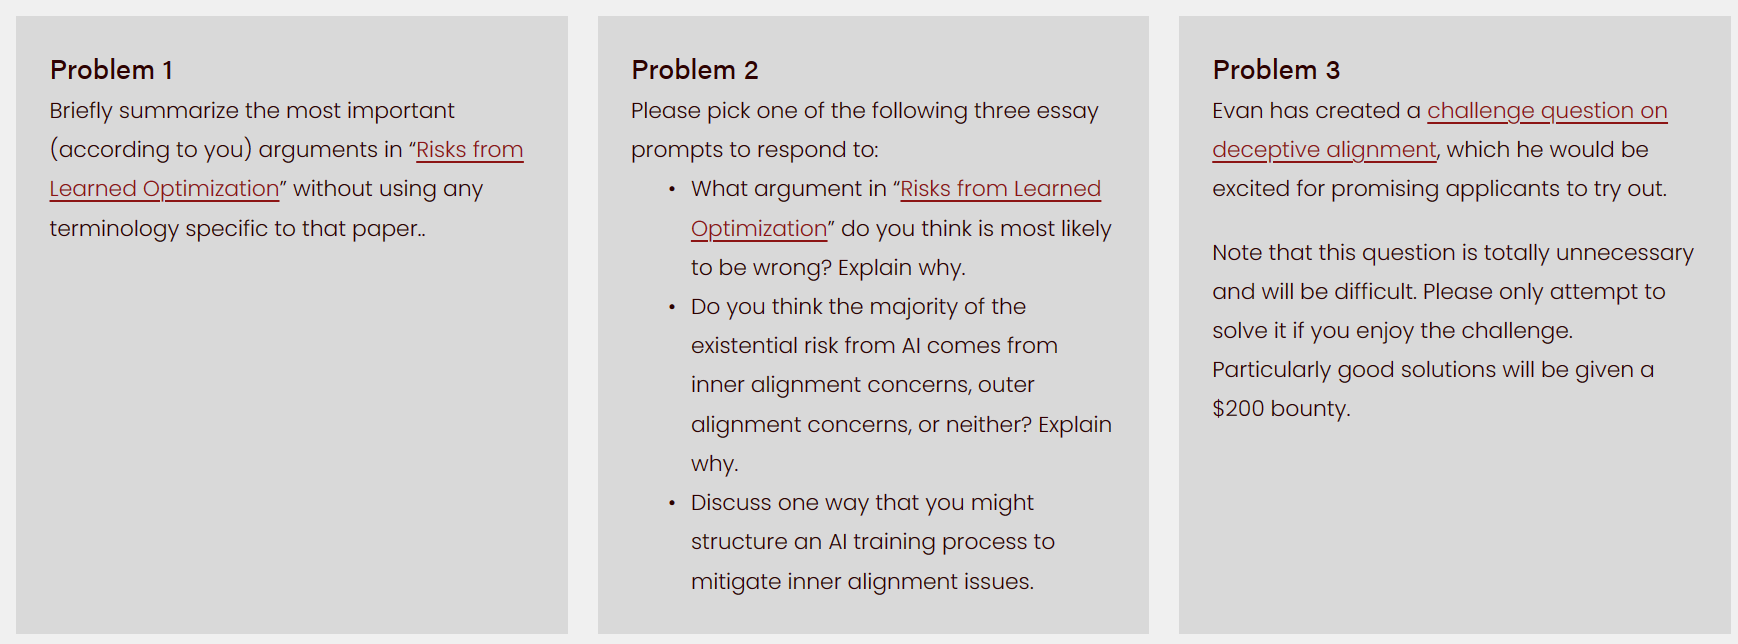 Problem 1
Briefly summarize the most important
(according to you) arguments in “Risks from
Learned Optimization” without using any
terminology specific to that paper..
Problem 2
Please pick one of the following three essay
prompts to respond to:
• What argument in “Risks from Learned
Optimization” do you think is most likely
to be wrong? Explain why.
• Do you think the majority of the
existential risk from AI comes from
inner alignment concerns, outer
alignment concerns, or neither? Explain
why.
• Discuss one way that you might
structure an AI training process to
mitigate inner alignment issues.
Problem 3
Evan has created a challenge question on
deceptive alignment, which he would be
excited for promising applicants to try out.
Note that this question is totally unnecessary
and will be difficult. Please only attempt to
solve it if you enjoy the challenge.
Particularly good solutions will be given a
$200 bounty.